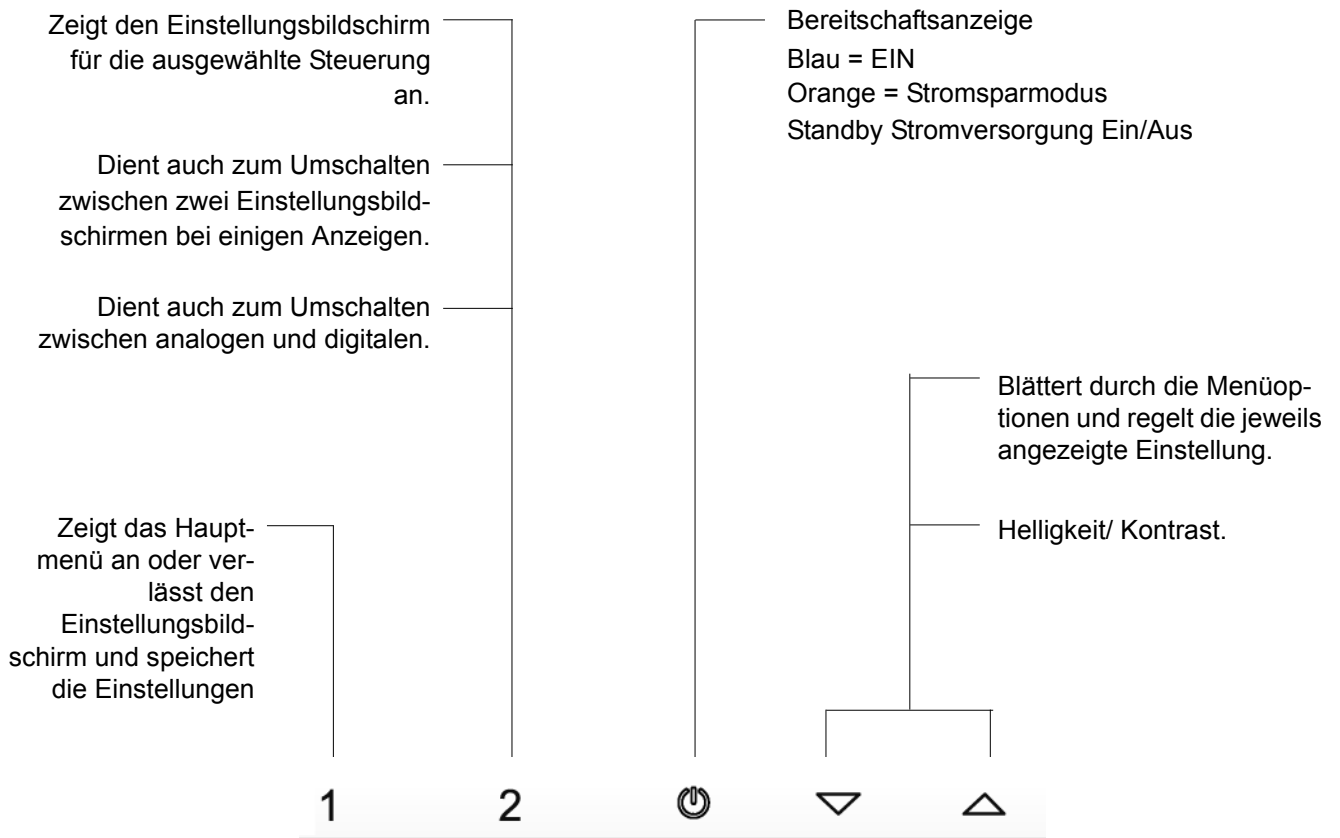 Zeigt den Einstellungsbildschirm
für die ausgewählte Steuerung
an.
Dient auch zum Umschalten
zwischen zwei Einstellungsbild-
schirmen bei einigen Anzeigen.
Dient auch zum Umschalten
zwischen analogen und digitalen.
Zeigt das Haupt-
menü an oder ver-
lässt den
Einstellungsbild-
schirm und speichert
die Einstellungen
Bereitschaftsanzeige
Blau = EIN
Orange = Stromsparmodus
Standby Stromversorgung Ein/Aus
Blättert durch die Menüop-
tionen und regelt die jeweils
angezeigte Einstellung.
Helligkeit/ Kontrast.
1 2